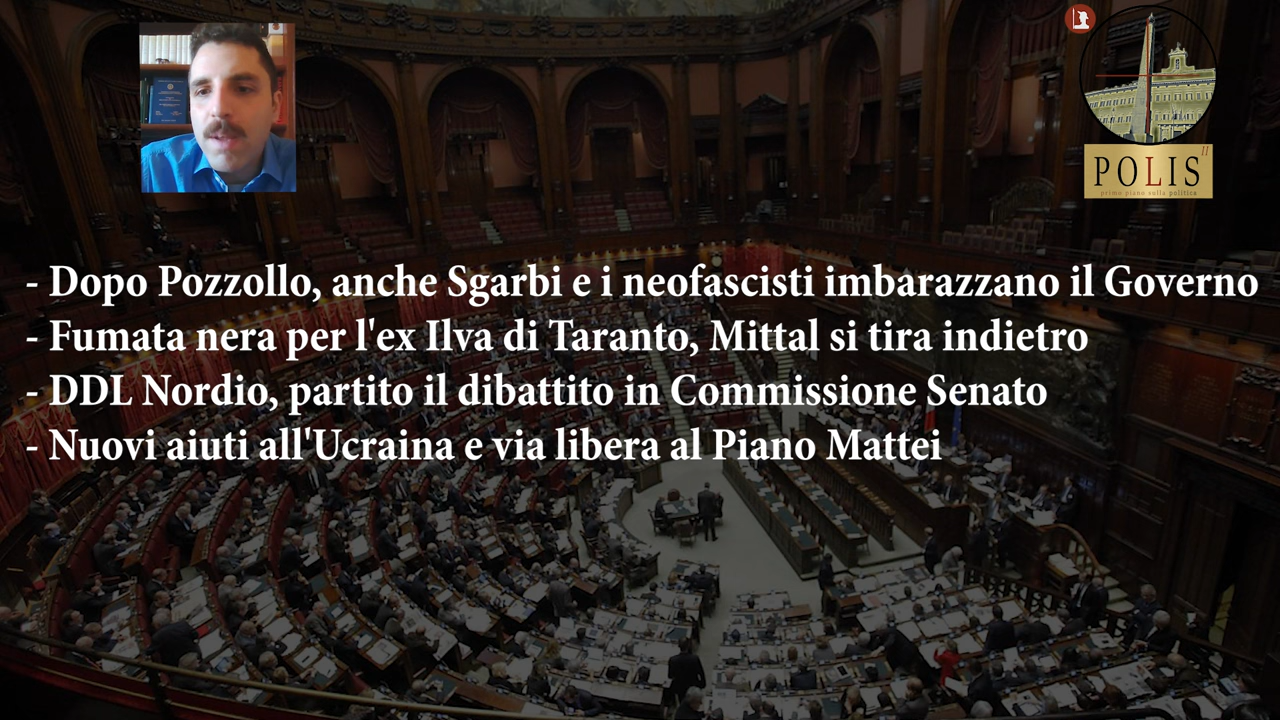 POLIS II
primo piano sulla politica
- Dopo Pozzollo, anche Sgarbi e i neofascisti imbarazzano il Governo
- Fumata nera per l'ex Ilva di Taranto, Mittal si tira indietro
- DDL Nordio, partito il dibattito in Commissione Senato
- Nuovi aiuti all'Ucraina e via libera al Piano Mattei